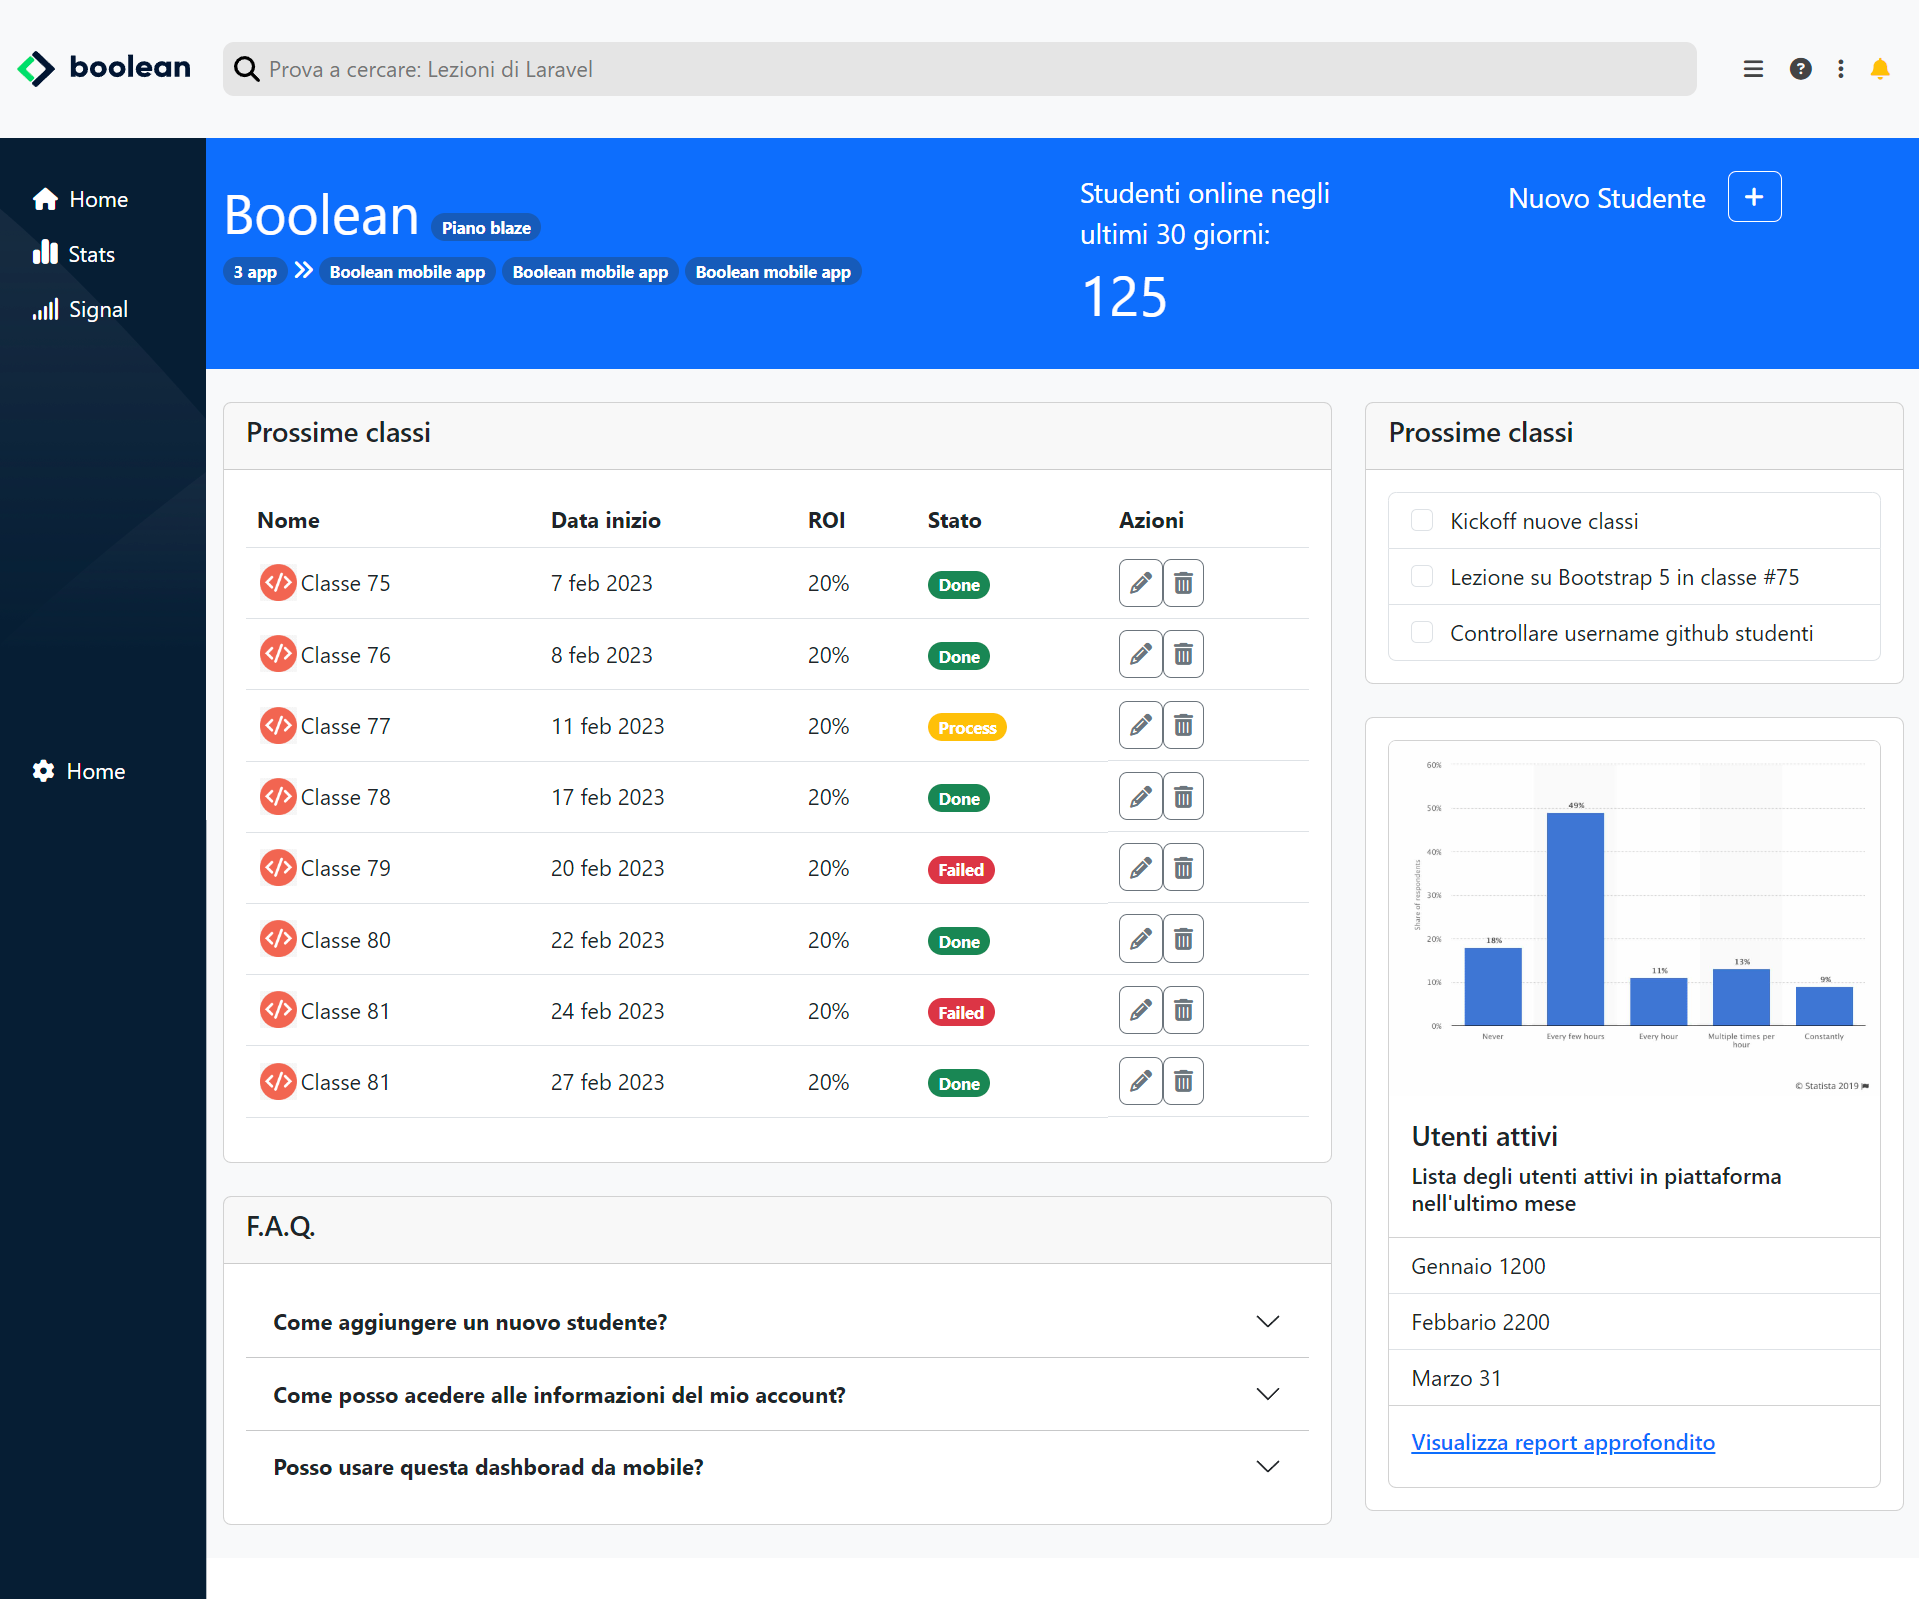 boolean
Prova a cercare: Lezioni di Laravel
Home
Stats
Signal
Home
Boolean Piano blaze
3 app Boolean mobile app Boolean mobile app Boolean mobile app
Studenti online negli
ultimi 30 giorni:
125
Nuovo Studente
Prossime classi
Nome Data inizio ROI Stato Azioni
Classe 75 7 feb 2023 20% Done
Classe 76 8 feb 2023 20% Done
Classe 77 11 feb 2023 20% Process
Classe 78 17 feb 2023 20% Done
Classe 79 20 feb 2023 20% Failed
Classe 80 22 feb 2023 20% Done
Classe 81 24 feb 2023 20% Failed
Classe 81 27 feb 2023 20% Done
F.A.Q.
Come aggiungere un nuovo studente?
Come posso acedere alle informazioni del mio account?
Posso usare questa dashborad da mobile?
Prossime classi
Kickoff nuove classi
Lezione su Bootstrap 5 in classe #75
Controllare username github studenti
Share of respondents
60%
50%
40%
30%
20%
10%
0%
18%
49%
11%
13%
9%
Never
Every few hours
Every hour
Multiple times per
hour
Constantly
© Statista 2019
Utenti attivi
Lista degli utenti attivi in piattaforma
nell'ultimo mese
Gennaio 1200
Febbario 2200
Marzo 31
Visualizza report approfondito